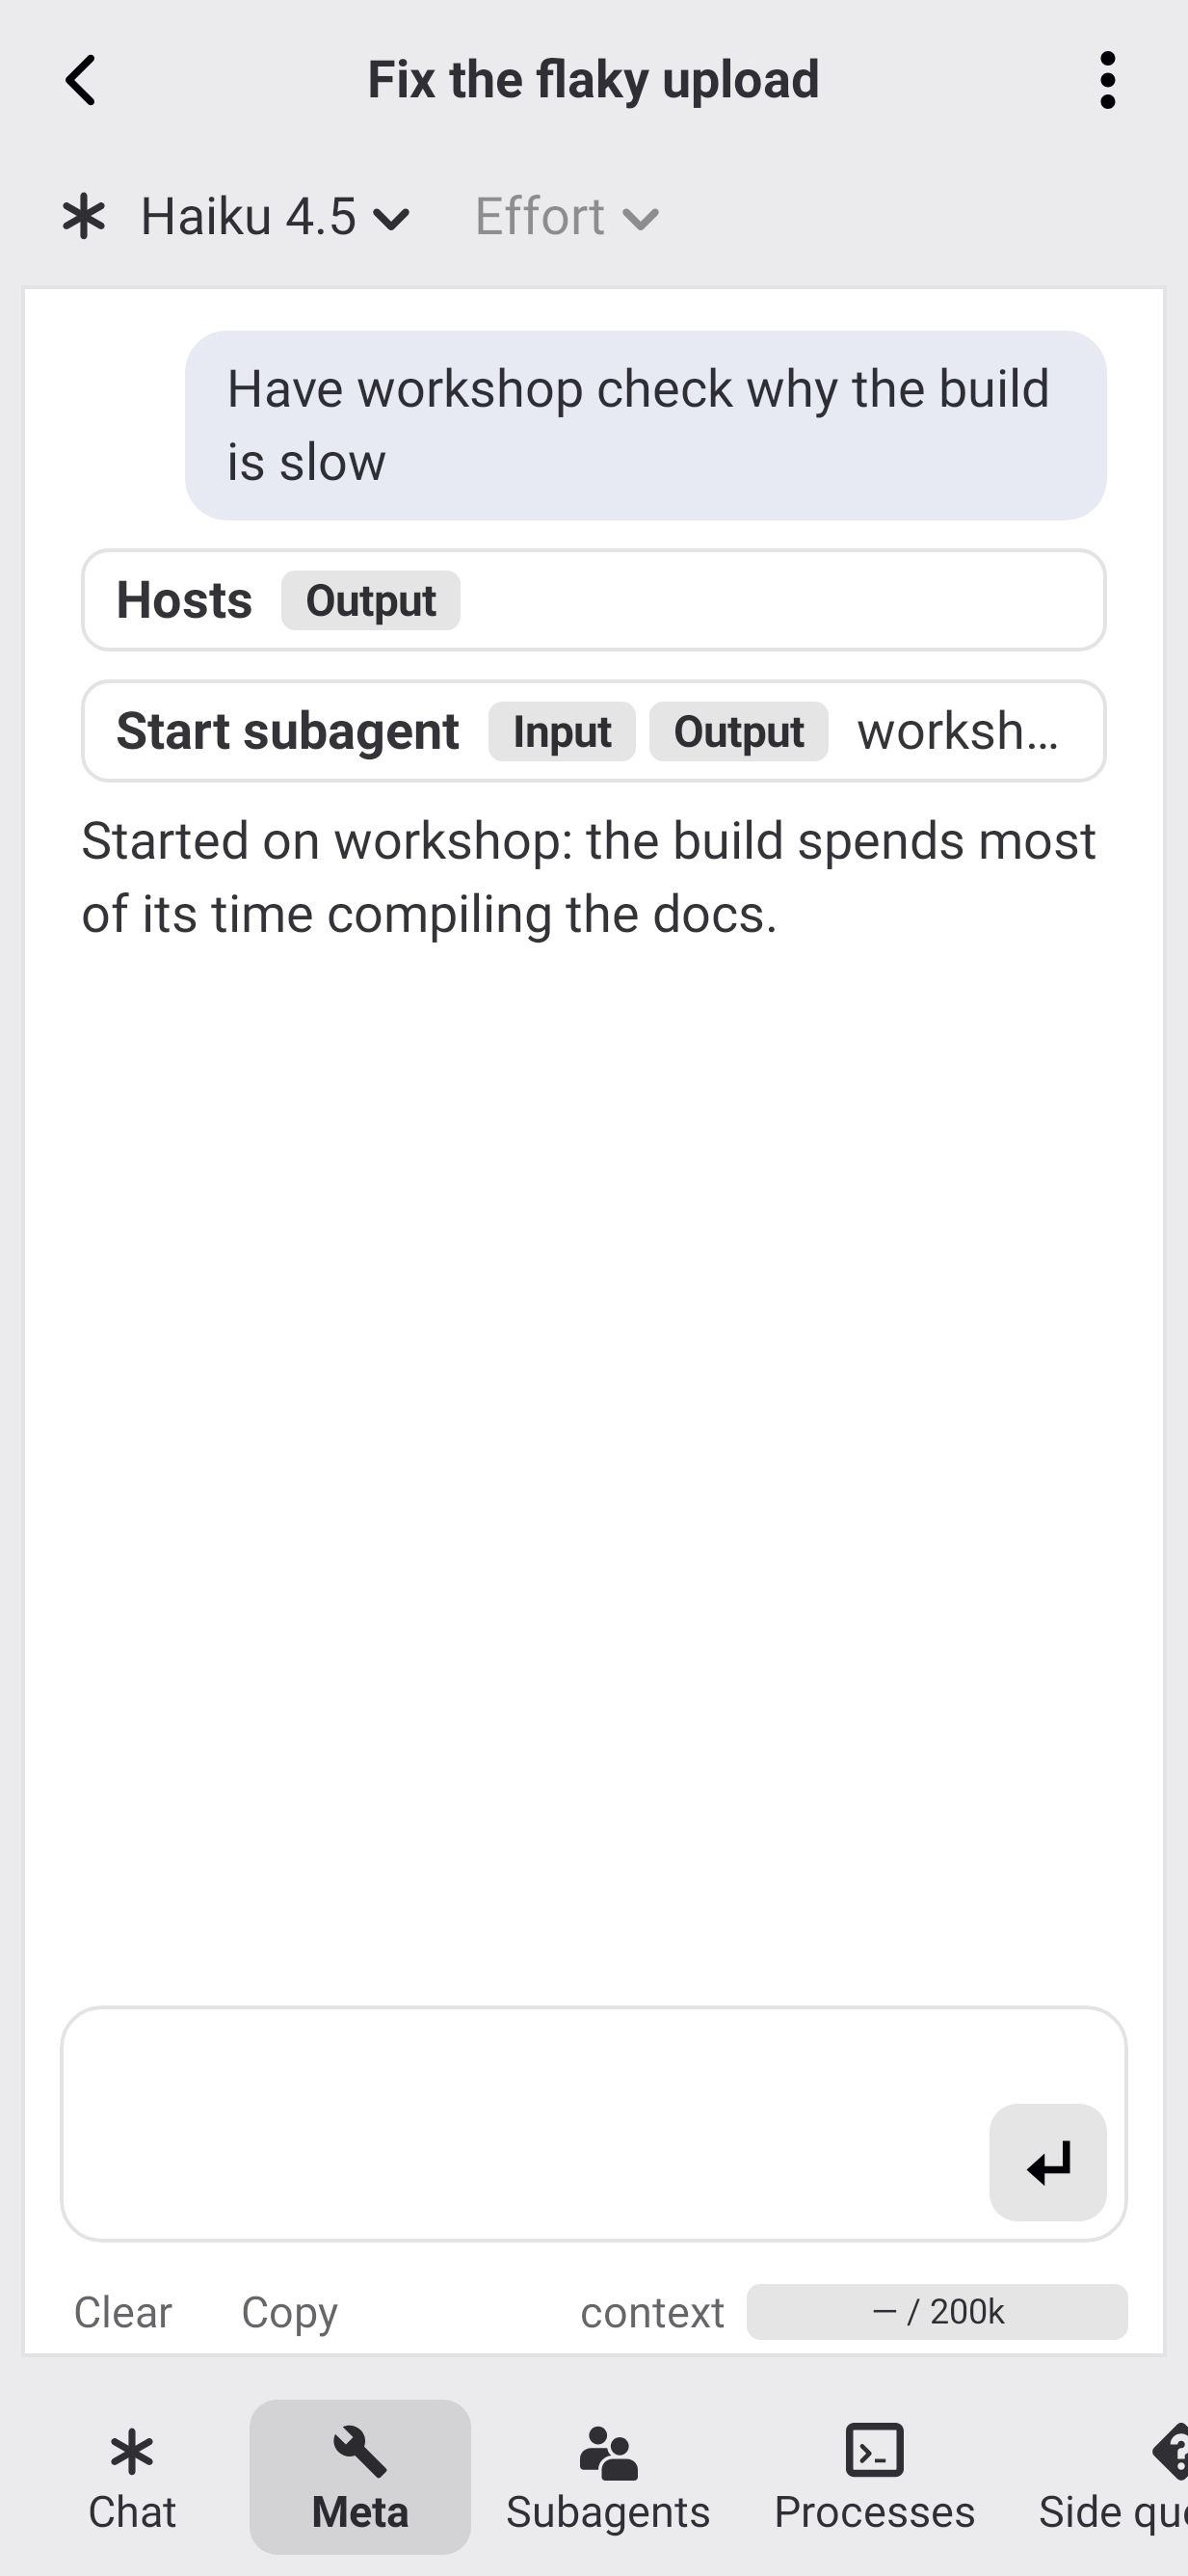 Fix the flaky upload
Haiku 4.5 Effort
Have workshop check why the build
is slow
Hosts Output
Start subagent Input Output worksh…
Started on workshop: the build spends most
of its time compiling the docs.
Clear Copy context — / 200k
Chat Meta Subagents Processes Side que